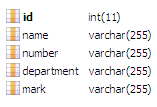 id int(11)
name varchar(255)
number varchar(255)
department varchar(255)
mark varchar(255)